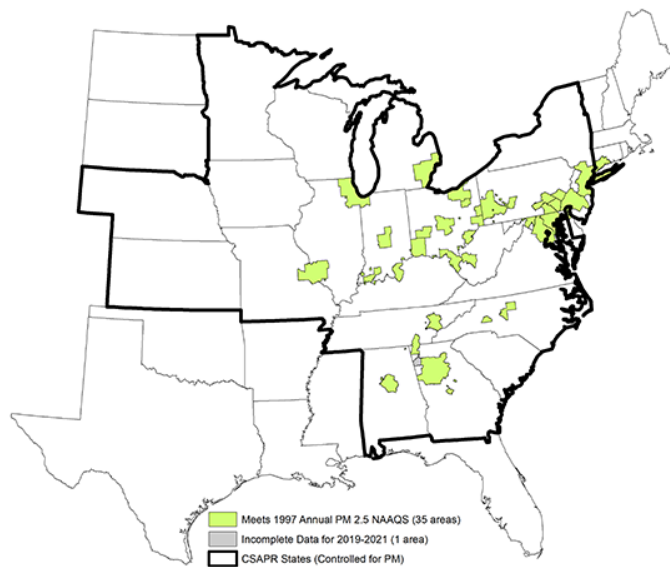 Meets 1997 Annual PM 2.5 NAAQS (35 areas)
Incomplete Data for 2019-2021 (1 area)
CSAPR States (Controlled for PM)